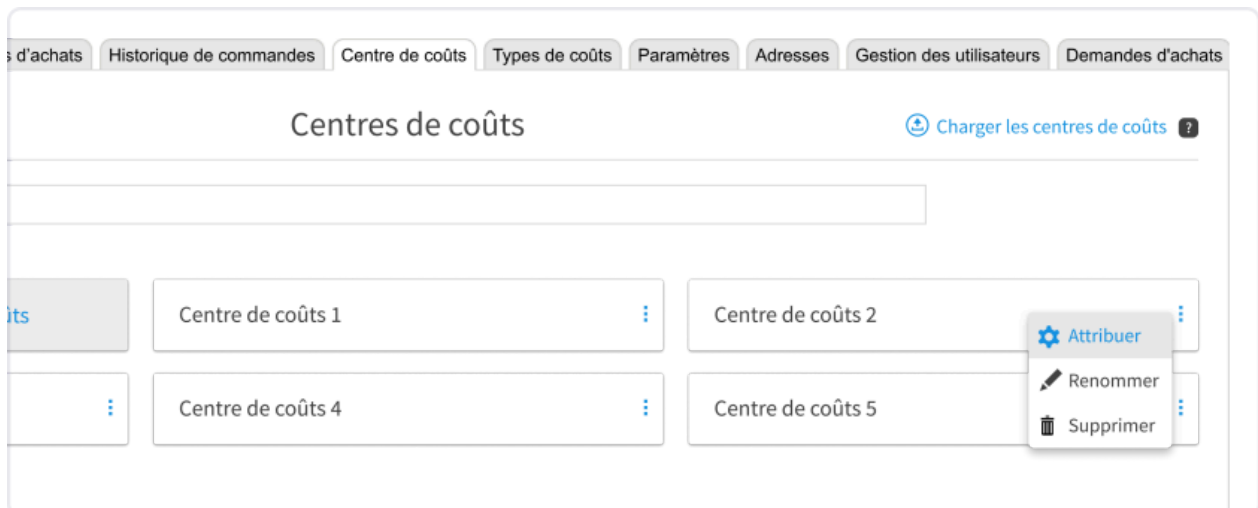 s d'achats Historique de commandes Centre de coûts Types de coûts Paramètres Adresses Gestion des utilisateurs Demandes d'achats
Centres de coûts Charger les centres de coûts ?
ûts Centre de coûts 1 Centre de coûts 2
Attribuer
Renommer
Centre de coûts 4 Centre de coûts 5
Supprimer